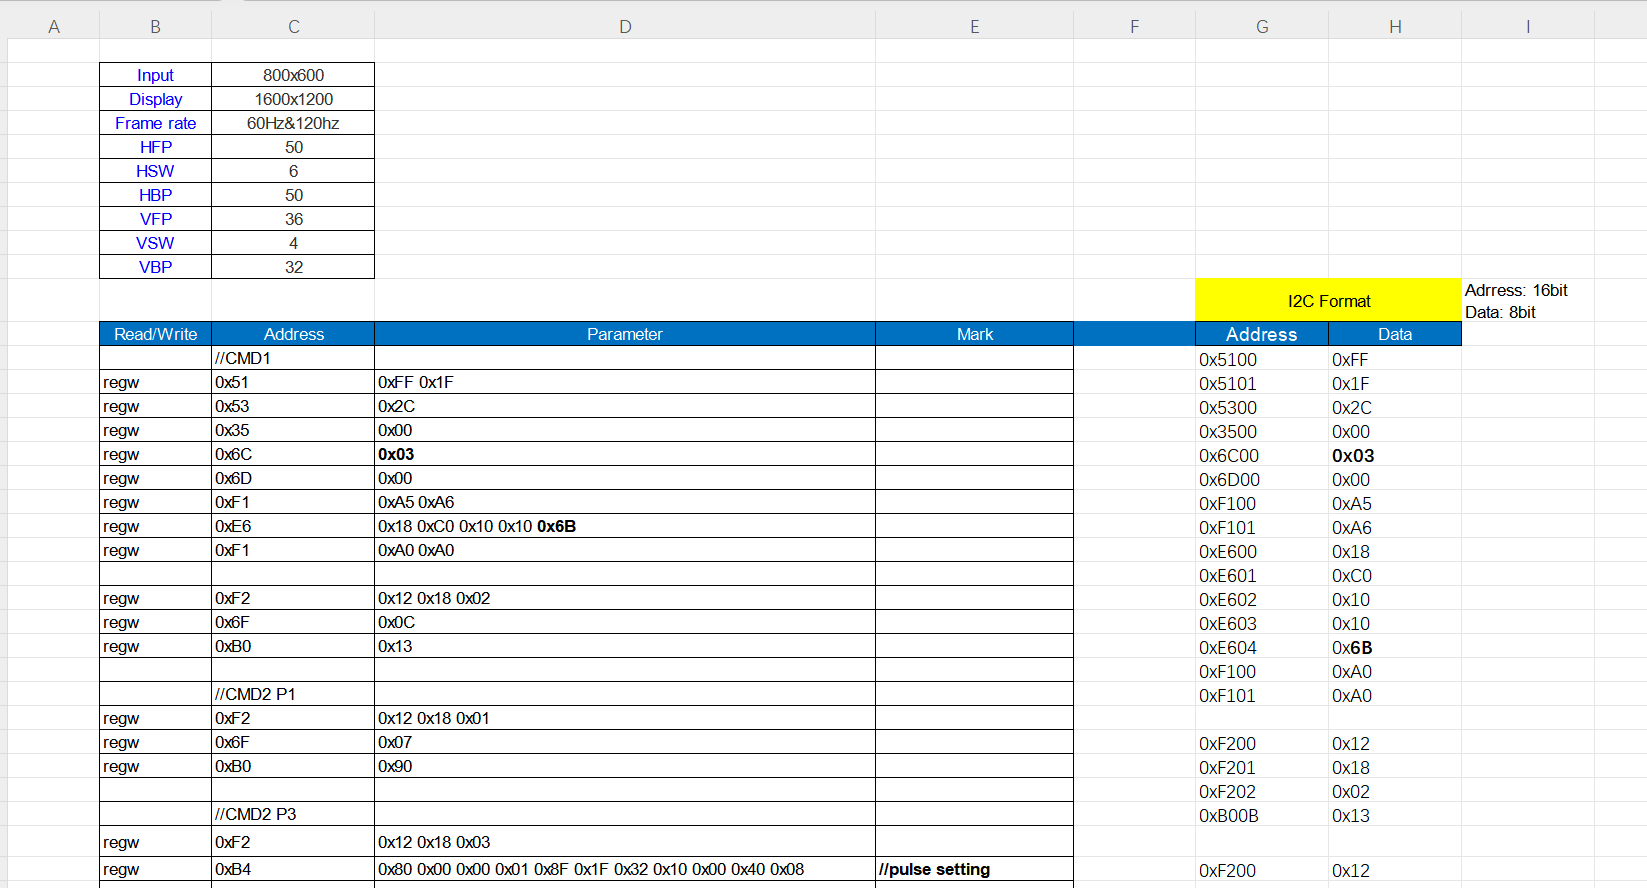 A B C D E F G H I
Input 800x600
Display 1600x1200
Frame rate 60Hz&120hz
HFP 50
HSW 6
HBP 50
VFP 36
VSW 4
VBP 32
I2C Format Adrress: 16bit
Data: 8bit
Read/Write Address Parameter Mark Address Data
//CMD1 0x5100 0xFF
regw 0x51 0xFF 0x1F 0x5101 0x1F
regw 0x53 0x2C 0x5300 0x2C
regw 0x35 0x00 0x3500 0x00
regw 0x6C 0x03 0x6C00 0x03
regw 0x6D 0x00 0x6D00 0x00
regw 0xF1 0xA5 0xA6 0xF100 0xA5
regw 0xE6 0x18 0xC0 0x10 0x10 0x6B 0xF101 0xA6
regw 0xF1 0xA0 0xA0 0xE600 0x18
0xE601 0xC0
regw 0xF2 0x12 0x18 0x02 0xE602 0x10
regw 0x6F 0x0C 0xE603 0x10
regw 0xB0 0x13 0xE604 0x6B
0xF100 0xA0
//CMD2 P1 0xF101 0xA0
regw 0xF2 0x12 0x18 0x01
regw 0x6F 0x07 0xF200 0x12
regw 0xB0 0x90 0xF201 0x18
0xF202 0x02
//CMD2 P3 0xB00B 0x13
regw 0xF2 0x12 0x18 0x03
regw 0xB4 0x80 0x00 0x00 0x01 0x8F 0x1F 0x32 0x10 0x00 0x40 0x08 //pulse setting 0xF200 0x12